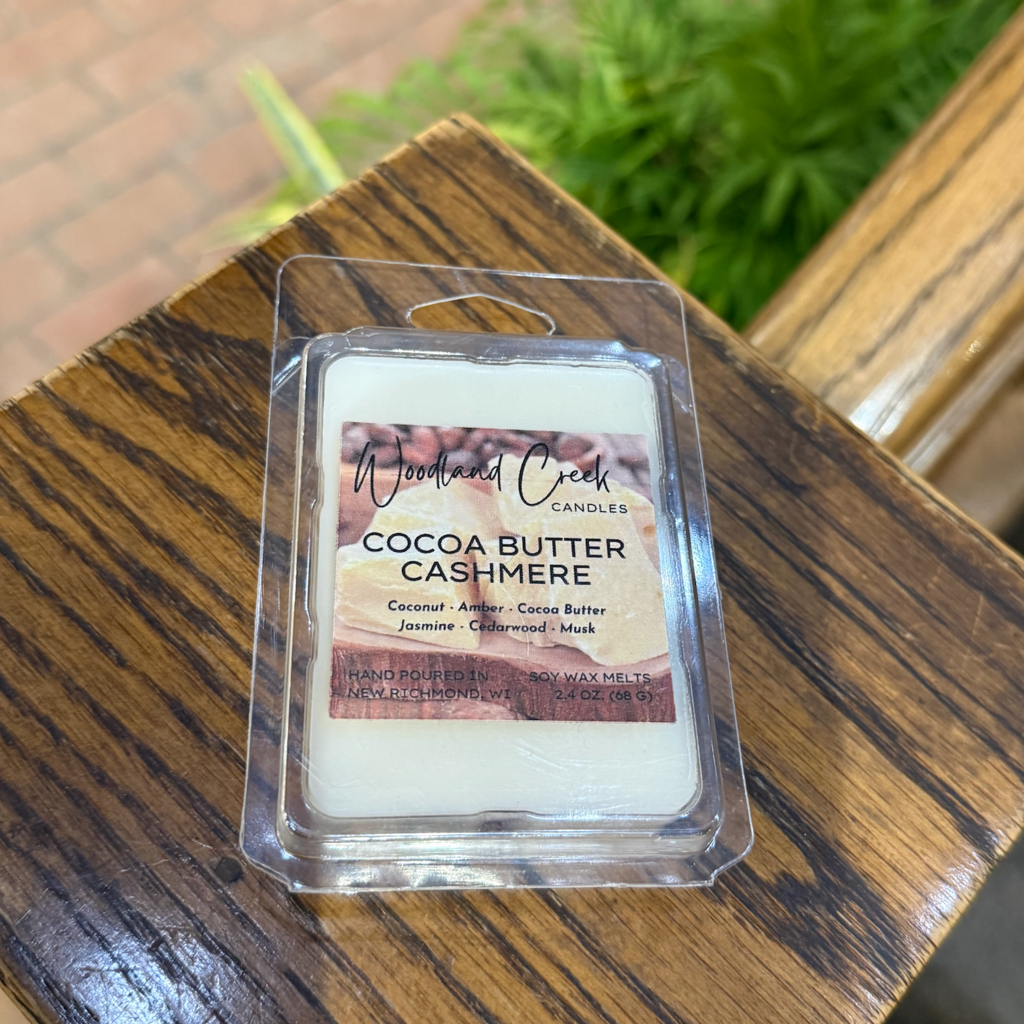 Woodland Creek
CANDLES
COCOA BUTTER
CASHMERE
Coconut · Amber · Cocoa Butter
Jasmine · Cedarwood · Musk
HAND POURED IN
NEW RICHMOND, WI
SOY WAX MELTS
2.4 OZ. (68 G)